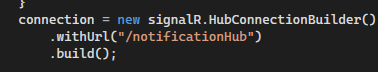 }
connection = new signalR.HubConnectionBuilder()
.withUrl("/notificationHub")
.build();